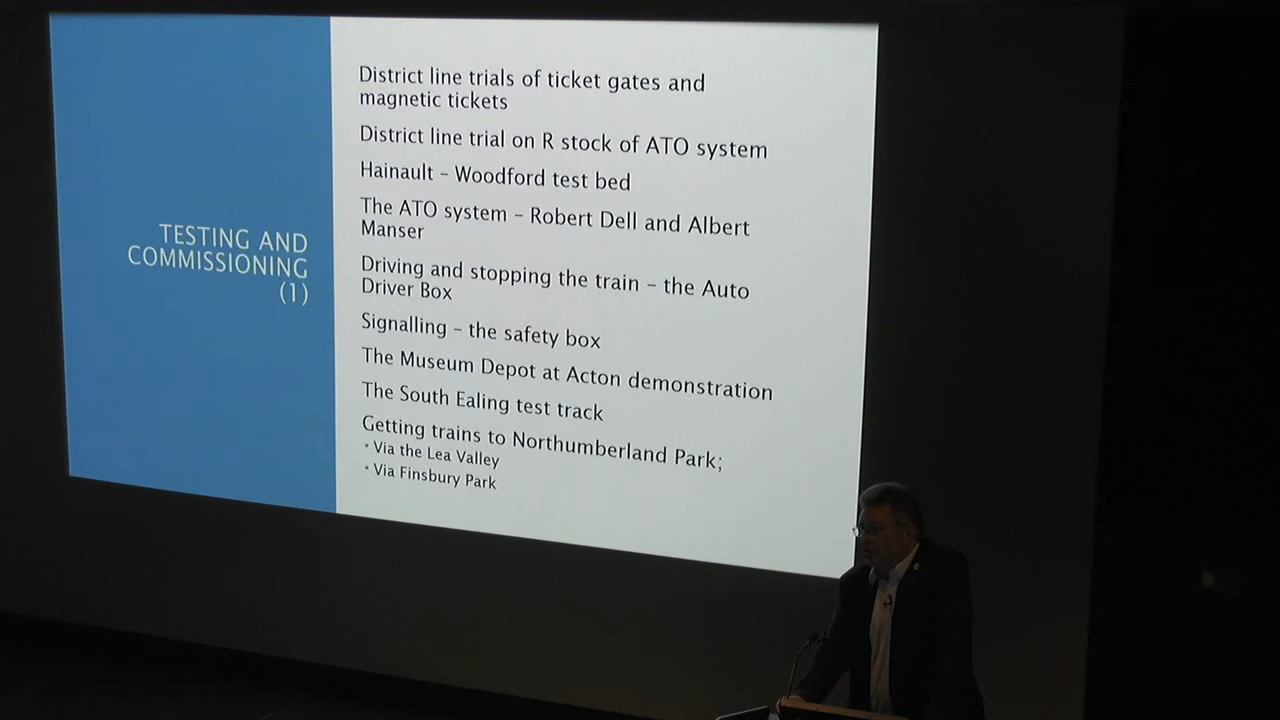 TESTING AND
COMMISSIONING
(1)
District line trials of ticket gates and
magnetic tickets
District line trial on R stock of ATO system
Hainault – Woodford test bed
The ATO system – Robert Dell and Albert
Manser
Driving and stopping the train – the Auto
Driver Box
Signalling – the safety box
The Museum Depot at Acton demonstration
The South Ealing test track
Getting trains to Northumberland Park;
• Via the Lea Valley
• Via Finsbury Park